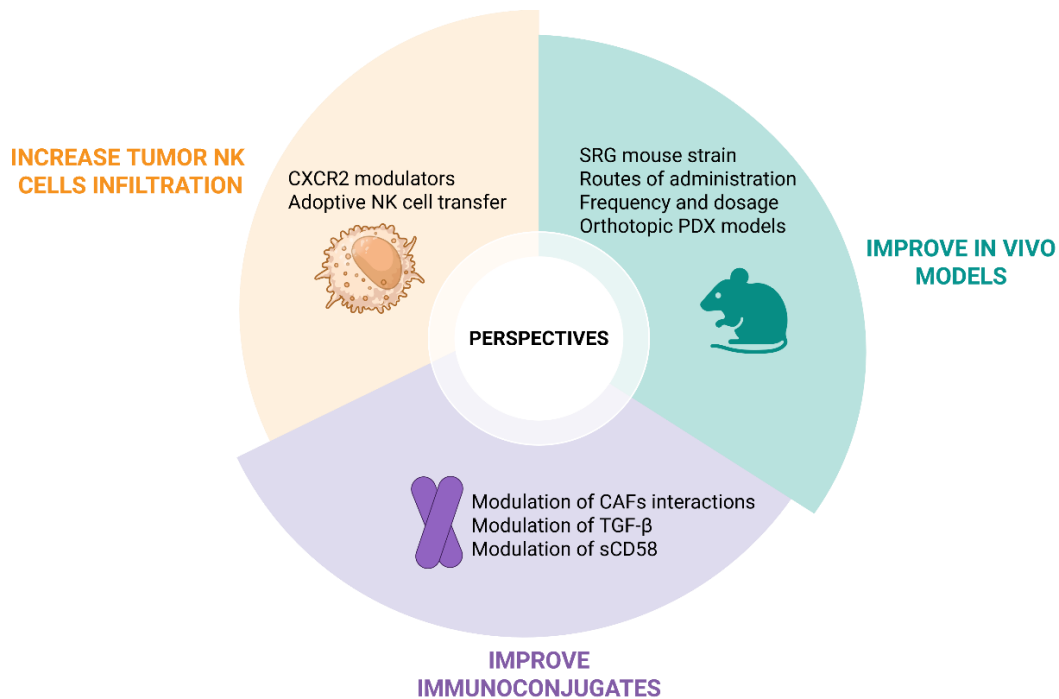 INCREASE TUMOR NK
CELLS INFILTRATION
CXCR2 modulators
Adoptive NK cell transfer
SRG mouse strain
Routes of administration
Frequency and dosage
Orthotopic PDX models
IMPROVE IN VIVO
MODELS
PERSPECTIVES
Modulation of CAFs interactions
Modulation of TGF-β
Modulation of sCD58
IMPROVE
IMMUNOCONJUGATES